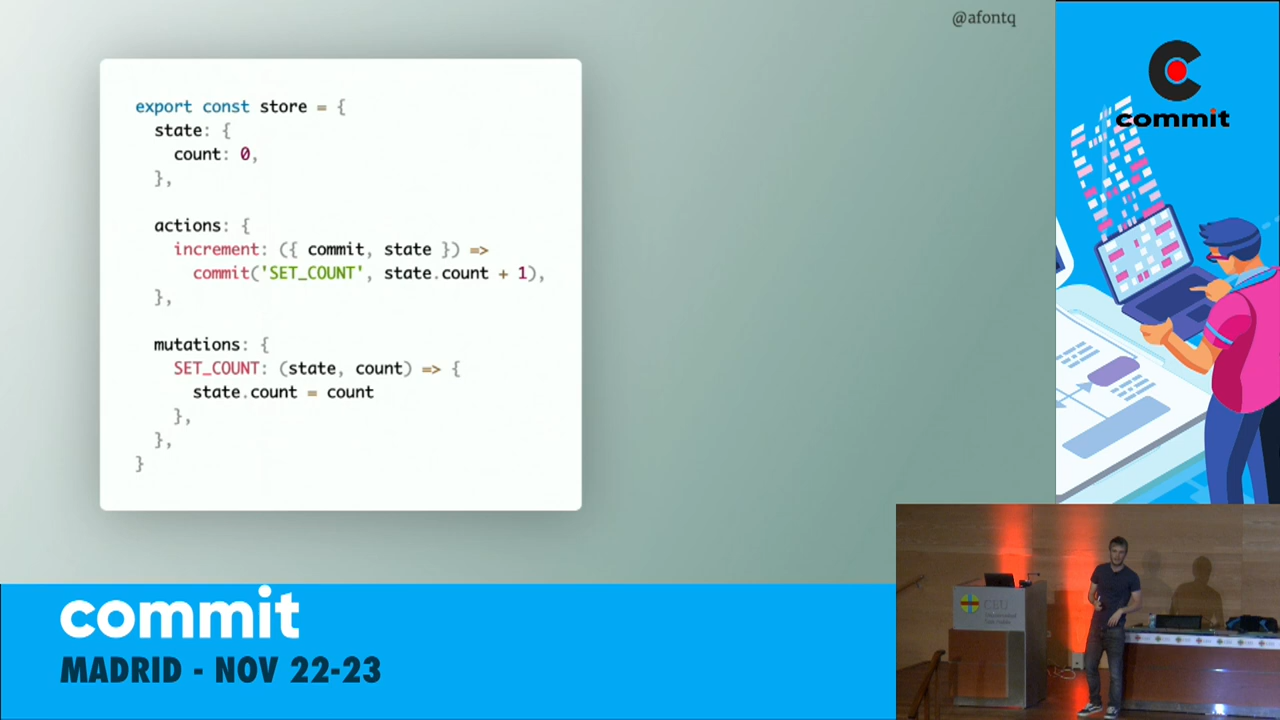 @afontq
export const store = {
  state: {
    count: 0,
  },

  actions: {
    increment: ({ commit, state }) =>
      commit('SET_COUNT', state.count + 1),
  },

  mutations: {
    SET_COUNT: (state, count) => {
      state.count = count
    },
  },
}
commit
commit
MADRID - NOV 22-23
CEU